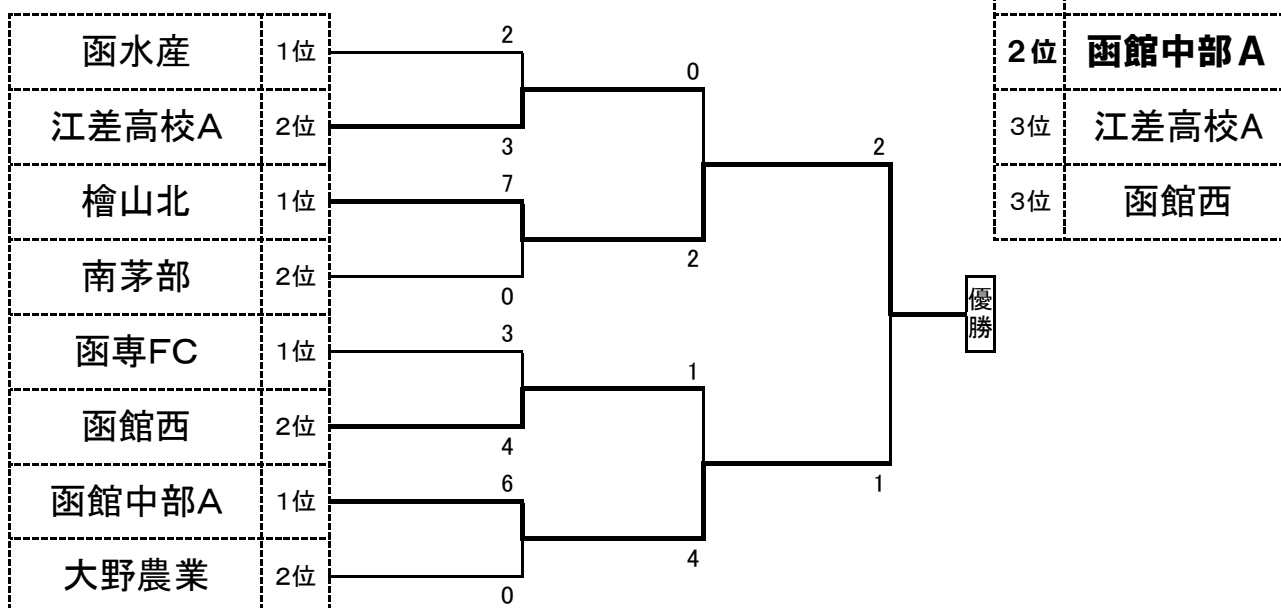 函水産 1位
江差高校A 2位
檜山北 1位
南茅部 2位
函専FC 1位
函館西 2位
函館中部A 1位
大野農業 2位
2
3
7
0
3
4
6
0
0
2
1
4
2
1
優勝
2位 函館中部A
3位 江差高校A
3位 函館西